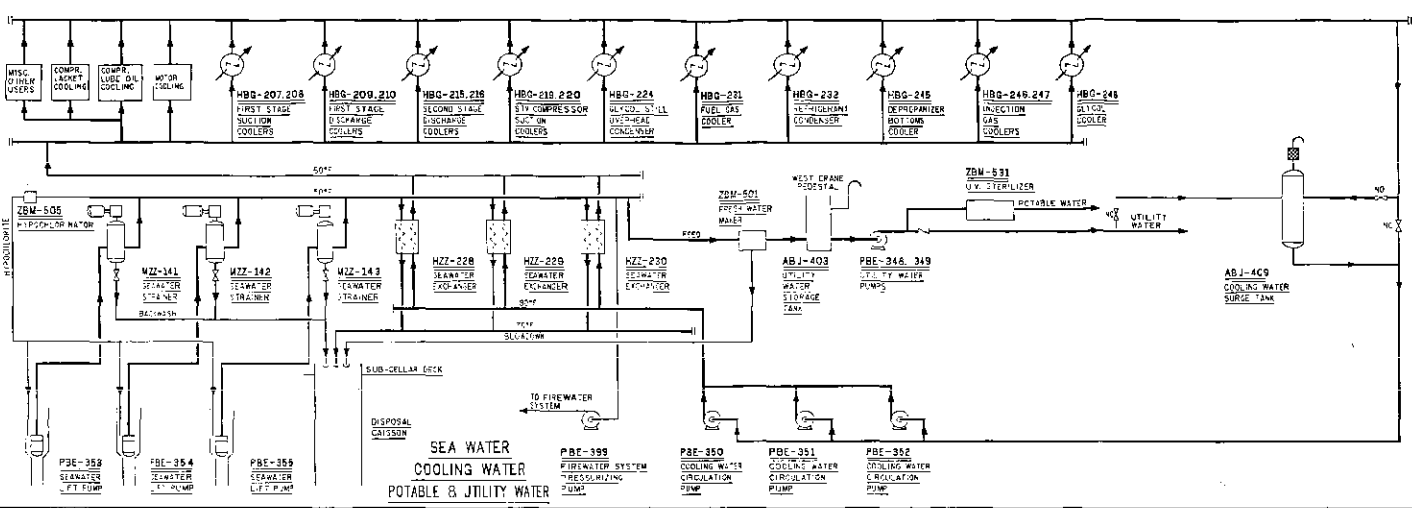 MISC. OTHER USERS
COMPR. JACKET COOLING
COMPR. LUBE OIL COOLING
MOTOR COOLING
HBG-207,208
FIRST STAGE
SUCTION
COOLERS
HBG-209,210
FIRST STAGE
DISCHARGE
COOLERS
HBG-215,216
SECOND STAGE
DISCHARGE
COOLERS
HBG-219,220
STV COMPRESSOR
SUCTION
COOLERS
HBG-224
GLYCOL STILL
OVERHEAD
CONDENSER
HBG-231
FUEL GAS
COOLER
HBG-232
REFRIGERANT
CONDENSER
HBG-245
DEPROPANIZER
BOTTOMS
COOLER
HBG-246,247
INJECTION
GAS
COOLERS
HBG-248
GLYCOL
COOLER
60°F
50°F
ZBM-505
HYPOCHLORINATOR
HYPOCHLORITE
MZZ-141
SEAWATER
STRAINER
MZZ-142
SEAWATER
STRAINER
MZZ-143
SEAWATER
STRAINER
BACKWASH
HZZ-228
SEAWATER
EXCHANGER
HZZ-229
SEAWATER
EXCHANGER
HZZ-230
SEAWATER
EXCHANGER
90°F
75°F
BLOWDOWN
FEED
ZBM-501
FRESH WATER
MAKER
WEST CRANE
PEDESTAL
ABJ-403
UTILITY
WATER
STORAGE
TANK
PBE-348, 349
UTILITY WATER
PUMPS
ZBM-531
U.V. STERILIZER
POTABLE WATER
NC
UTILITY
WATER
NO
NC
ABJ-409
COOLING WATER
SURGE TANK
SUB-CELLAR DECK
DISPOSAL
CAISSON
TO FIREWATER
SYSTEM
PBE-353
SEAWATER
LIFT PUMP
PBE-354
SEAWATER
LIFT PUMP
PBE-355
SEAWATER
LIFT PUMP
PBE-399
FIREWATER SYSTEM
PRESSURIZING
PUMP
PBE-350
COOLING WATER
CIRCULATION
PUMP
PBE-351
COOLING WATER
CIRCULATION
PUMP
PBE-352
COOLING WATER
CIRCULATION
PUMP
SEA WATER
COOLING WATER
POTABLE & UTILITY WATER